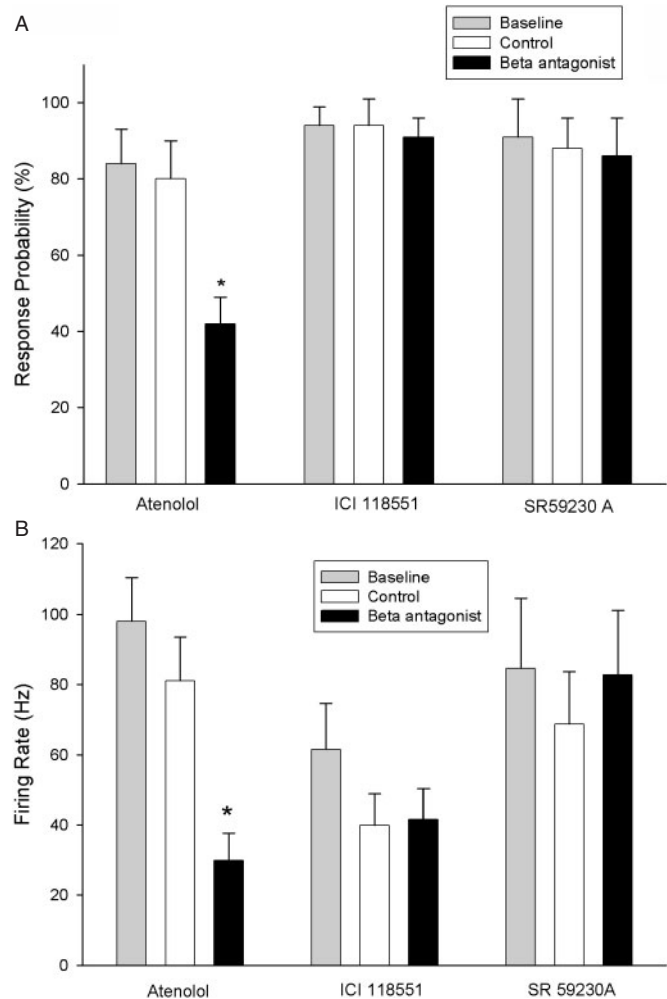 A
Baseline
Control
Beta antagonist
Response Probability (%)
100
80
60
40
20
0
Atenolol ICI 118551 SR59230 A
*
B
Baseline
Control
Beta antagonist
Firing Rate (Hz)
120
100
80
60
40
20
0
*
Atenolol ICI 118551 SR 59230A